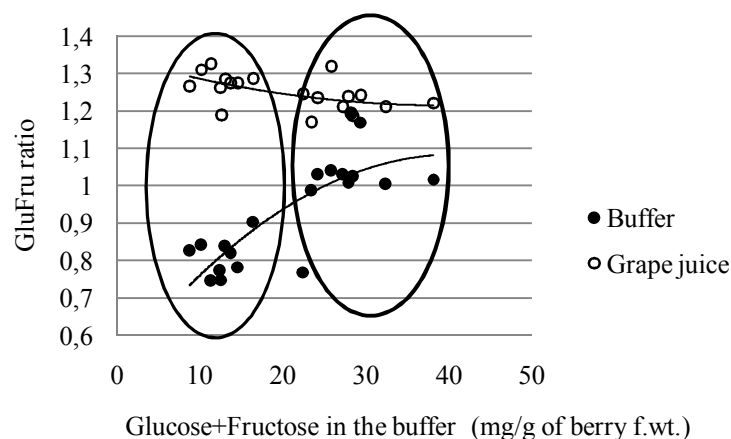 1,4
1,3
1,2
1,1
1
0,9
0,8
0,7
0,6
GluFru ratio
Buffer
Grape juice
0 10 20 30 40 50
Glucose+Fructose in the buffer (mg/g of berry f.wt.)